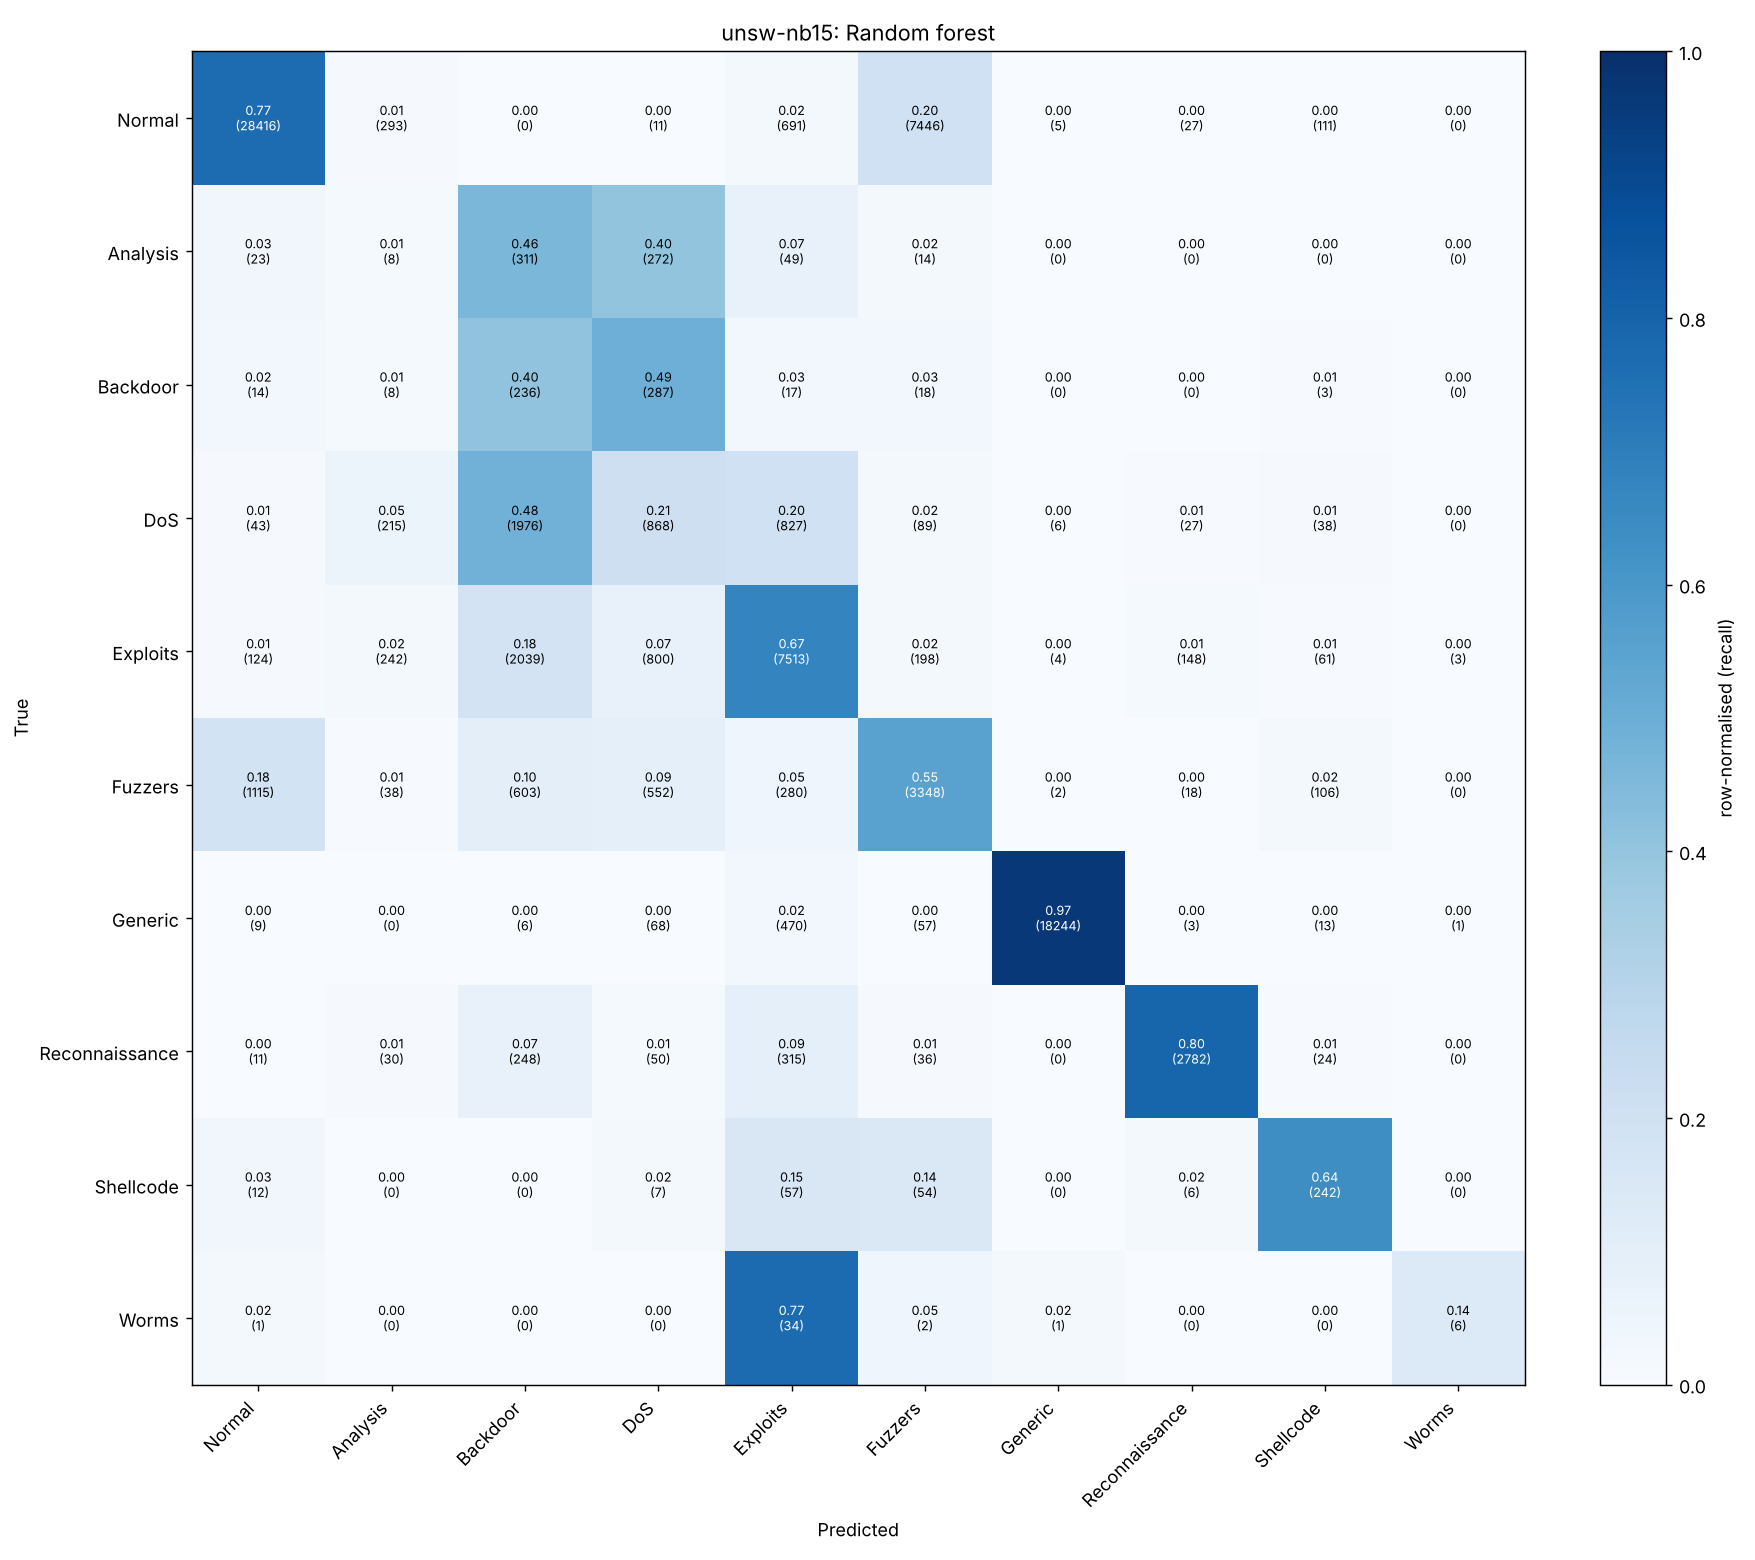 unsw-nb15: Random forest
Normal
0.77 0.01 0.00 0.00 0.02 0.20 0.00 0.00 0.00 0.00
(28416) (293) (0) (11) (691) (7446) (5) (27) (111) (0)
Analysis
0.03 0.01 0.46 0.40 0.07 0.02 0.00 0.00 0.00 0.00
(23) (8) (311) (272) (49) (14) (0) (0) (0) (0)
Backdoor
0.02 0.01 0.40 0.49 0.03 0.03 0.00 0.00 0.01 0.00
(14) (8) (236) (287) (17) (18) (0) (0) (3) (0)
DoS
0.01 0.05 0.48 0.21 0.20 0.02 0.00 0.01 0.01 0.00
(43) (215) (1976) (868) (827) (89) (6) (27) (38) (0)
Exploits
0.01 0.02 0.18 0.07 0.67 0.02 0.00 0.01 0.01 0.00
(124) (242) (2039) (800) (7513) (198) (4) (148) (61) (3)
Fuzzers
0.18 0.01 0.10 0.09 0.05 0.55 0.00 0.00 0.02 0.00
(1115) (38) (603) (552) (280) (3348) (2) (18) (106) (0)
Generic
0.00 0.00 0.00 0.00 0.02 0.00 0.97 0.00 0.00 0.00
(9) (0) (6) (68) (470) (57) (18244) (3) (13) (1)
Reconnaissance
0.00 0.01 0.07 0.01 0.09 0.01 0.00 0.80 0.01 0.00
(11) (30) (248) (50) (315) (36) (0) (2782) (24) (0)
Shellcode
0.03 0.00 0.00 0.02 0.15 0.14 0.00 0.02 0.64 0.00
(12) (0) (0) (7) (57) (54) (0) (6) (242) (0)
Worms
0.02 0.00 0.00 0.00 0.77 0.05 0.02 0.00 0.00 0.14
(1) (0) (0) (0) (34) (2) (1) (0) (0) (6)
True
Normal
Analysis
Backdoor
DoS
Exploits
Fuzzers
Generic
Reconnaissance
Shellcode
Worms
Predicted
1.0
0.8
0.6
0.4
0.2
0.0
row-normalised (recall)